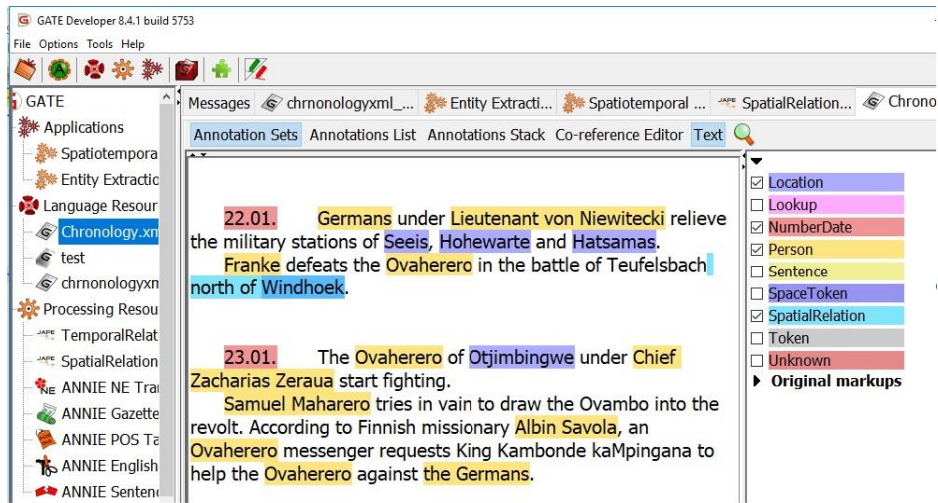 GATE Developer 8.4.1 build 5753
File Options Tools Help
GATE
Applications
Spatiotempora
Entity Extractic
Language Resour
Chronology.xm
test
chrnonologyxm
Processing Resou
JAPE TemporalRelat
JAPE SpatialRelation
NE ANNIE NE Tra
ANNIE Gazette
ANNIE POS Ta
ANNIE English
ANNIE Sentenc
Messages chrnonologyxml_... Entity Extracti... Spatiotemporal ... JAPE SpatialRelation... Chrono
Annotation Sets Annotations List Annotations Stack Co-reference Editor Text
22.01. Germans under Lieutenant von Niewitecki relieve
the military stations of Seeis, Hohewarte and Hatsamas.
Franke defeats the Ovaherero in the battle of Teufelsbach
north of Windhoek.
23.01. The Ovaherero of Otjimbingwe under Chief
Zacharias Zeraua start fighting.
Samuel Maharero tries in vain to draw the Ovambo into the
revolt. According to Finnish missionary Albin Savola, an
Ovaherero messenger requests King Kambonde kaMpingana to
help the Ovaherero against the Germans.
Location
Lookup
NumberDate
Person
Sentence
SpaceToken
SpatialRelation
Token
Unknown
Original markups